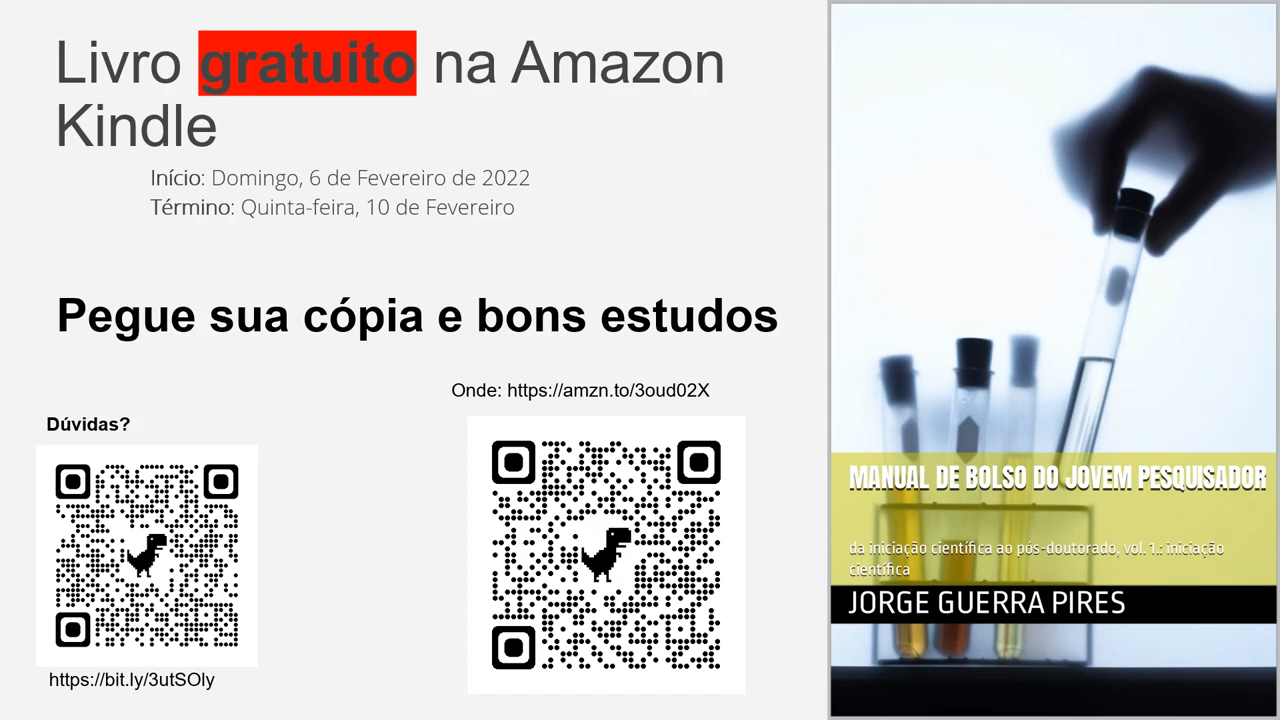 Livro gratuito na Amazon
Kindle
Início: Domingo, 6 de Fevereiro de 2022
Término: Quinta-feira, 10 de Fevereiro
Pegue sua cópia e bons estudos
Onde: https://amzn.to/3oud02X
Dúvidas?
https://bit.ly/3utSOly
MANUAL DE BOLSO DO JOVEM PESQUISADOR
da iniciação científica ao pós-doutorado, vol. 1.: iniciação
científica
JORGE GUERRA PIRES